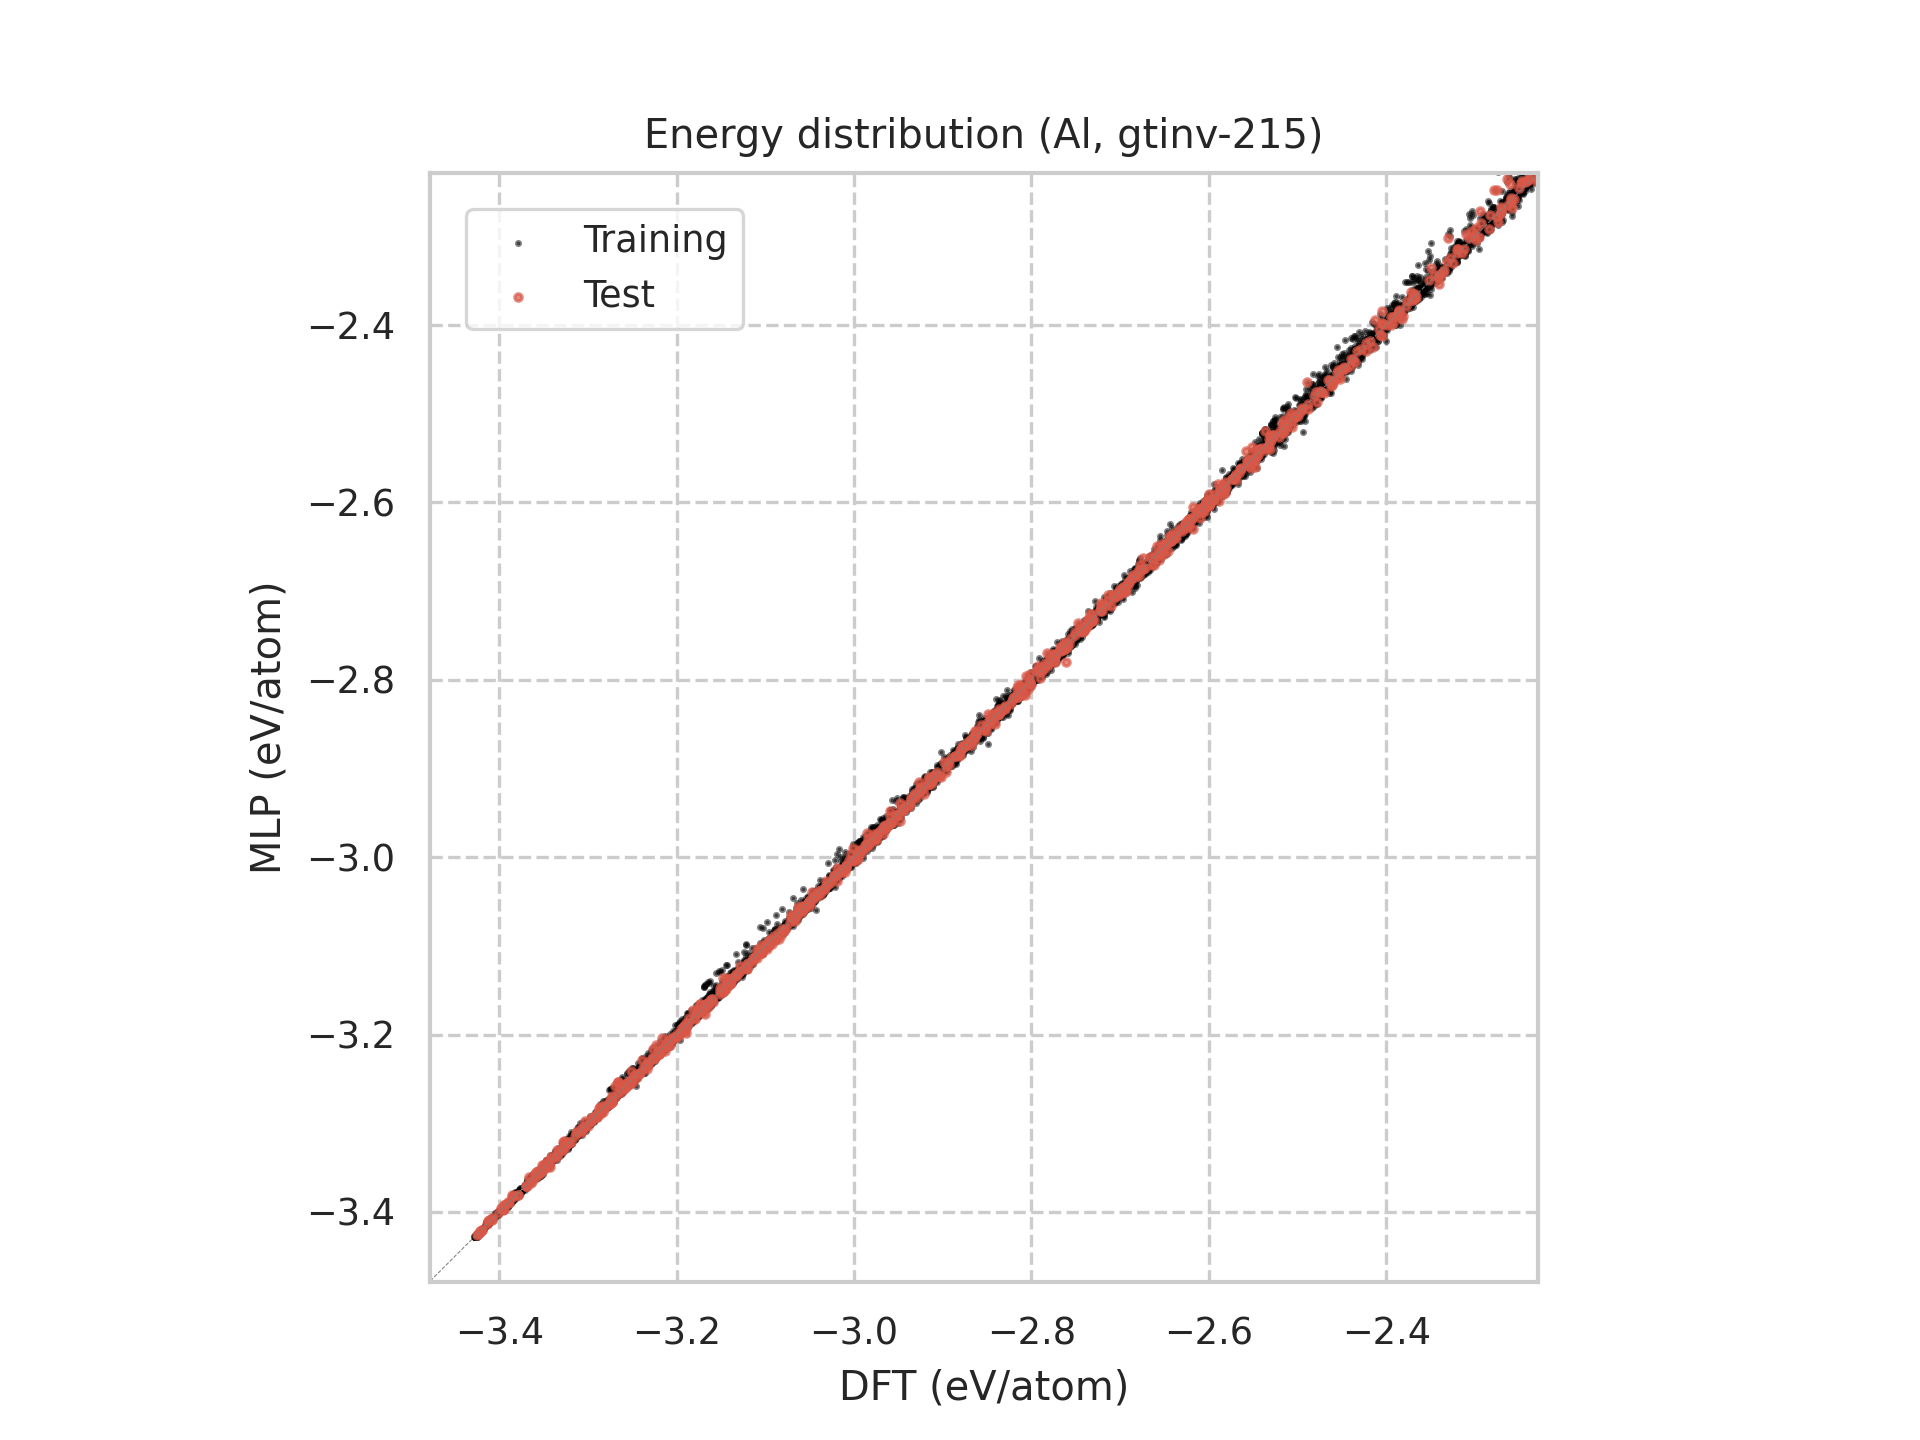 Energy distribution (Al, gtinv-215)
Training
Test
−2.4
−2.6
−2.8
−3.0
−3.2
−3.4
MLP (eV/atom)
−3.4 −3.2 −3.0 −2.8 −2.6 −2.4
DFT (eV/atom)